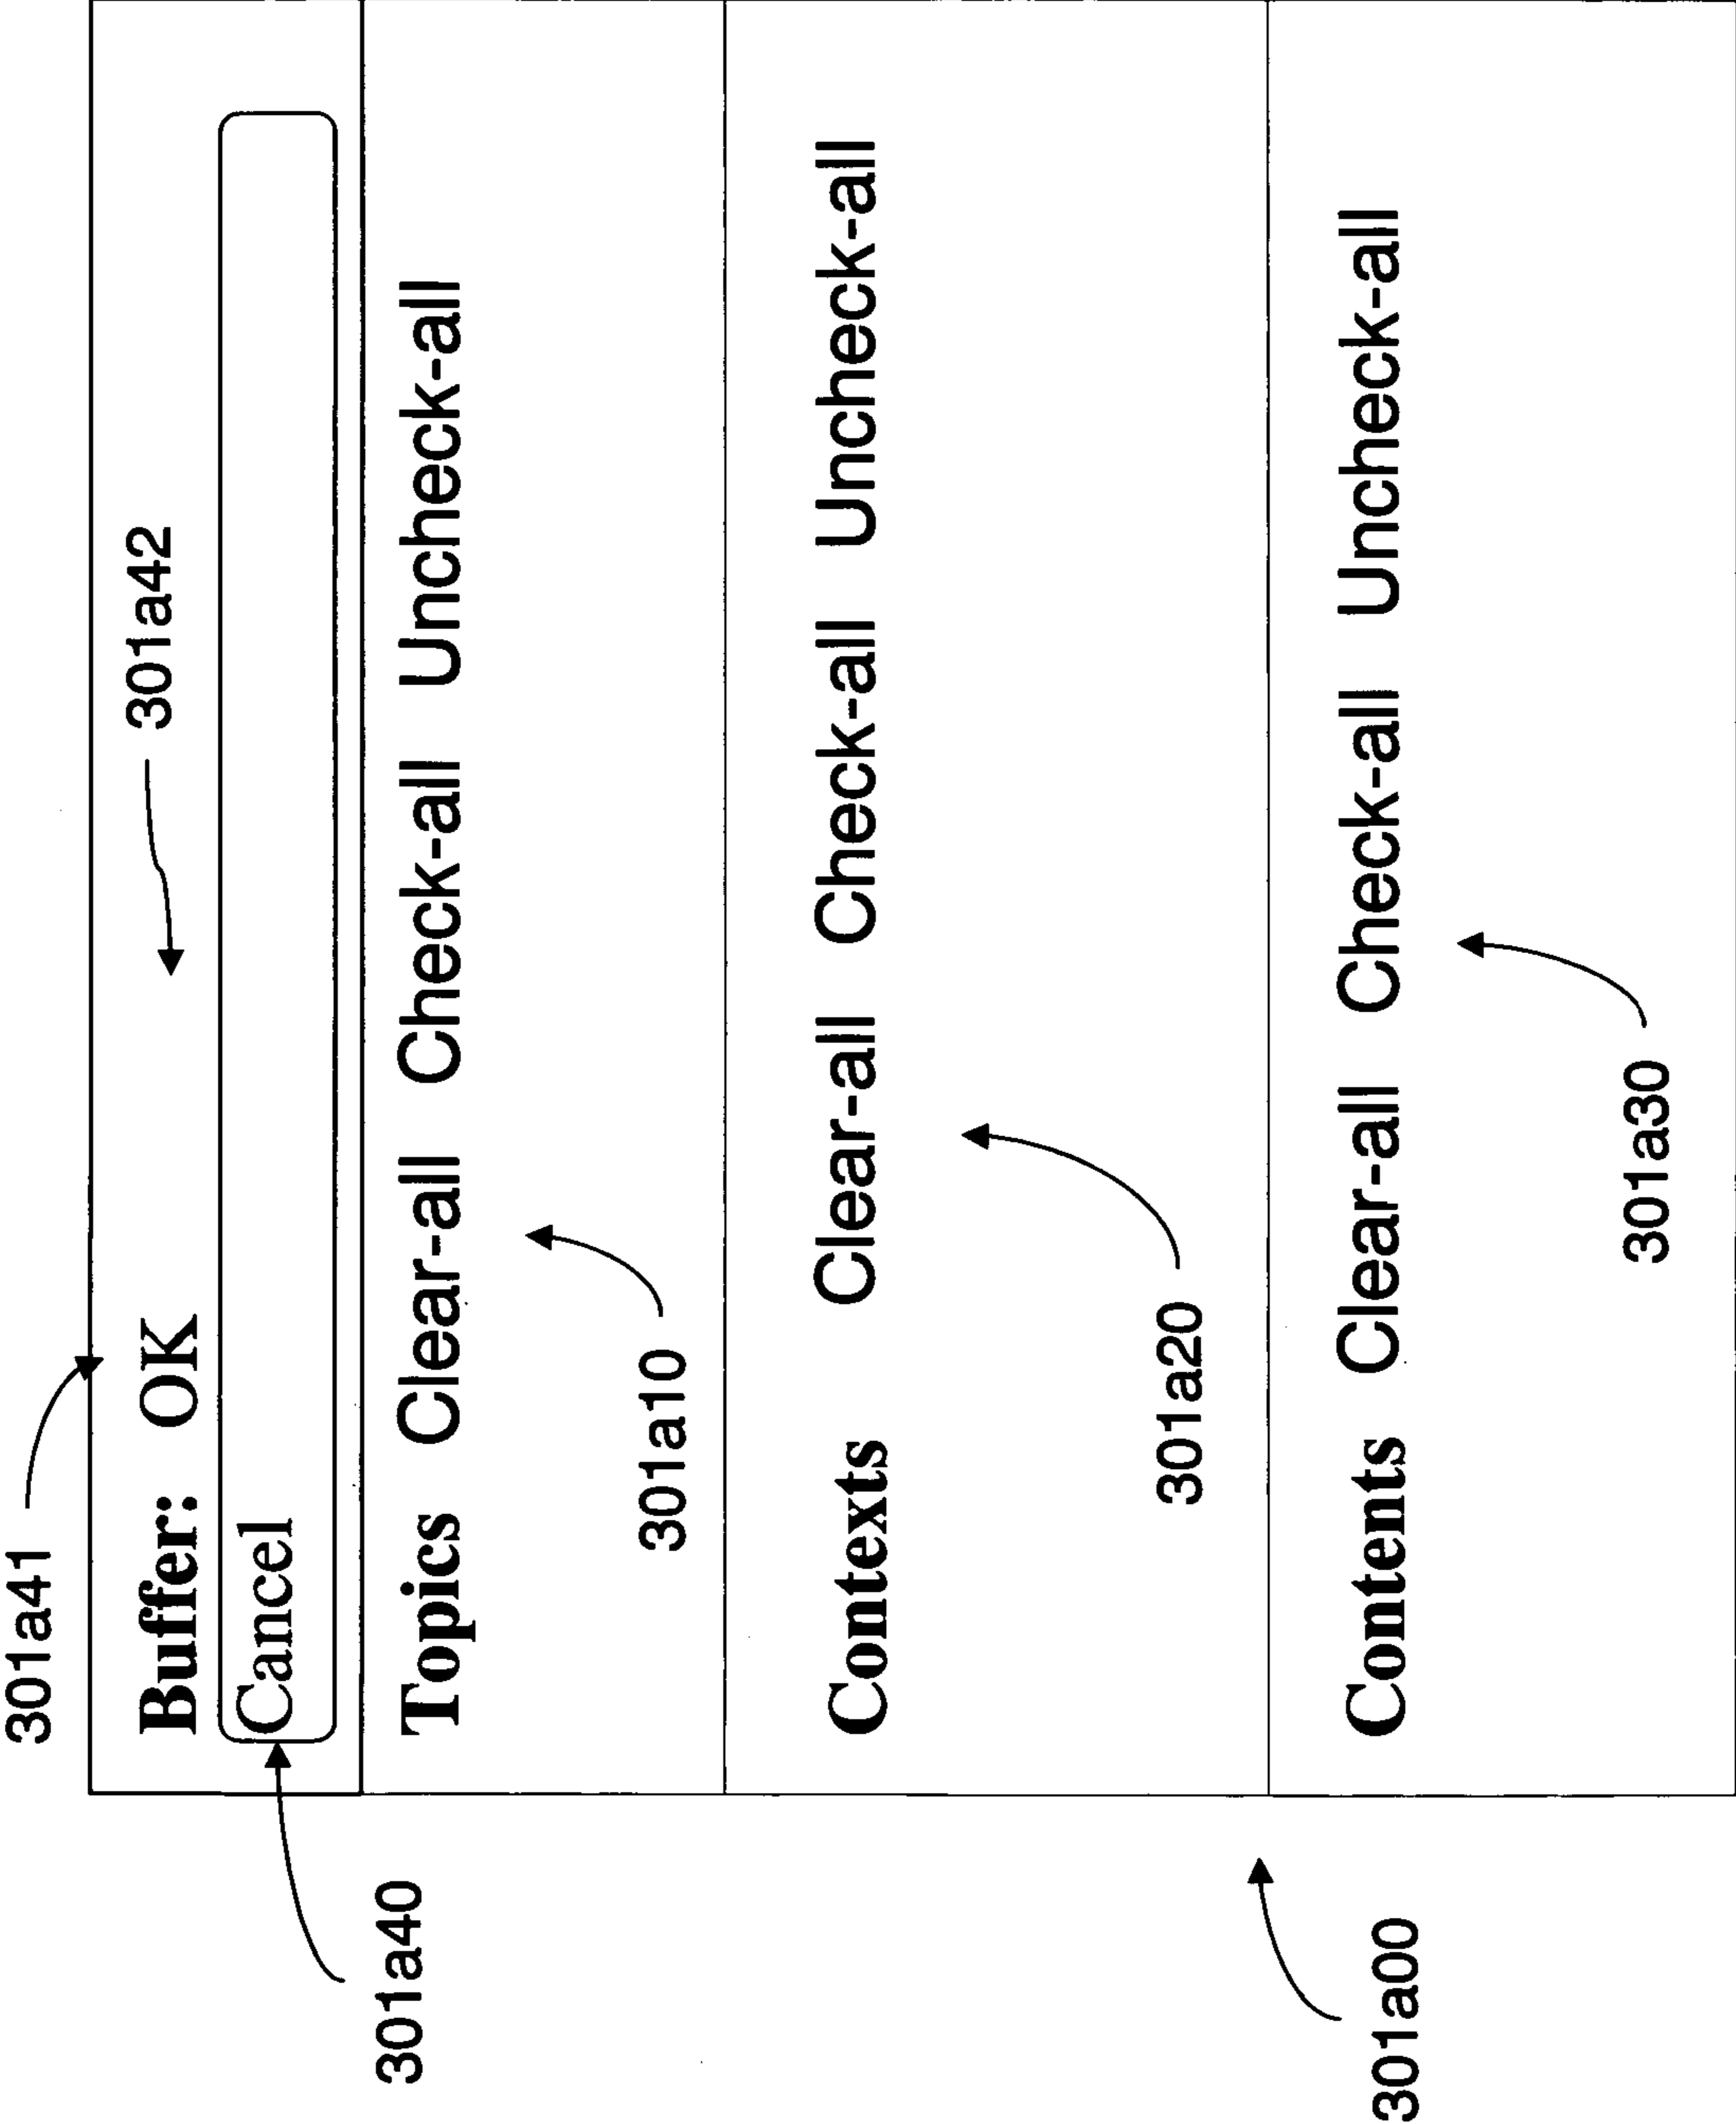 301a41
301a42
Buffer: OK
Cancel
301a40
Topics Clear-all Check-all Uncheck-all
301a10
Contexts Clear-all Check-all Uncheck-all
301a20
Contents Clear-all Check-all Uncheck-all
301a30
301a00